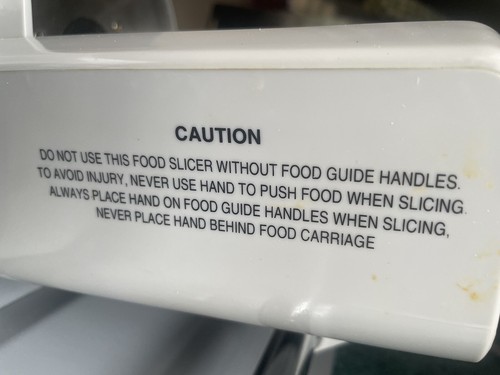 CAUTION
DO NOT USE THIS FOOD SLICER WITHOUT FOOD GUIDE HANDLES.
TO AVOID INJURY, NEVER USE HAND TO PUSH FOOD WHEN SLICING.
ALWAYS PLACE HAND ON FOOD GUIDE HANDLES WHEN SLICING,
NEVER PLACE HAND BEHIND FOOD CARRIAGE